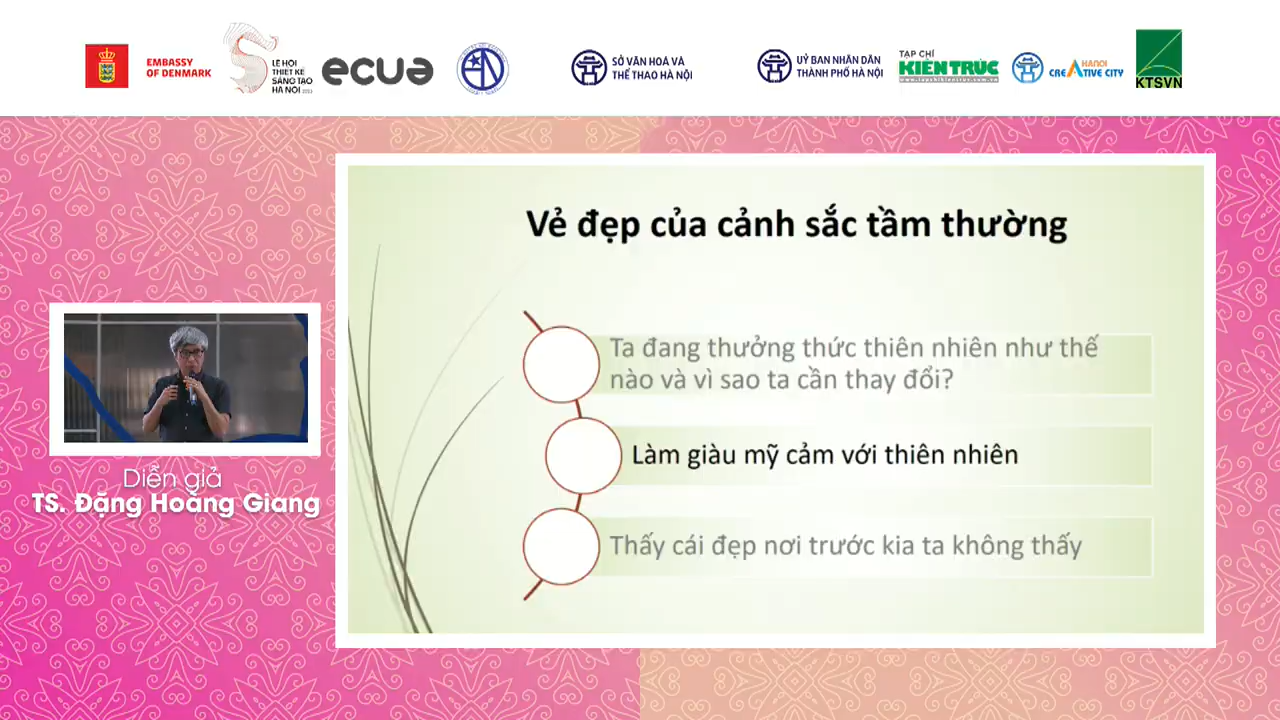 EMBASSY
OF DENMARK
LỄ HỘI
THIẾT KẾ
SÁNG TẠO
HÀ NỘI 2023
ecua
SỞ VĂN HOÁ VÀ
THỂ THAO HÀ NỘI
UỶ BAN NHÂN DÂN
THÀNH PHỐ HÀ NỘI
TẠP CHÍ
KIẾN TRÚC
HANOI
CREATIVE CITY
KTSVN
Vẻ đẹp của cảnh sắc tầm thường
Ta đang thưởng thức thiên nhiên như thế
nào và vì sao ta cần thay đổi?
Làm giàu mỹ cảm với thiên nhiên
Thấy cái đẹp nơi trước kia ta không thấy
Diễn giả
TS. Đặng Hoàng Giang